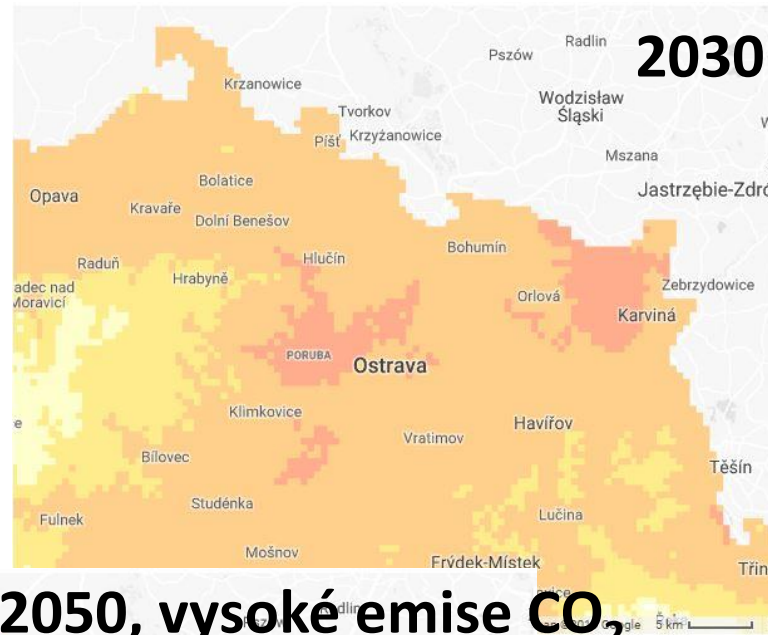 2030
Radlin
Pszów
Krzanowice
Wodzisław
Śląski
Tvorkov
Píšť
Krzyżanowice
Mszana
Bolatice
Jastrzębie-Zdró
Opava
Kravaře
Dolní Benešov
Bohumín
Hlučín
Raduň
Hrabyně
adec nad
Moravicí
Zebrzydowice
Orlová
Karviná
PORUBA
Ostrava
Klimkovice
Havířov
Vratimov
Bílovec
Těšín
Studénka
Lučina
Fulnek
Mošnov
Frýdek-Místek
Třin
2050, vysoké emise CO₂
5 km